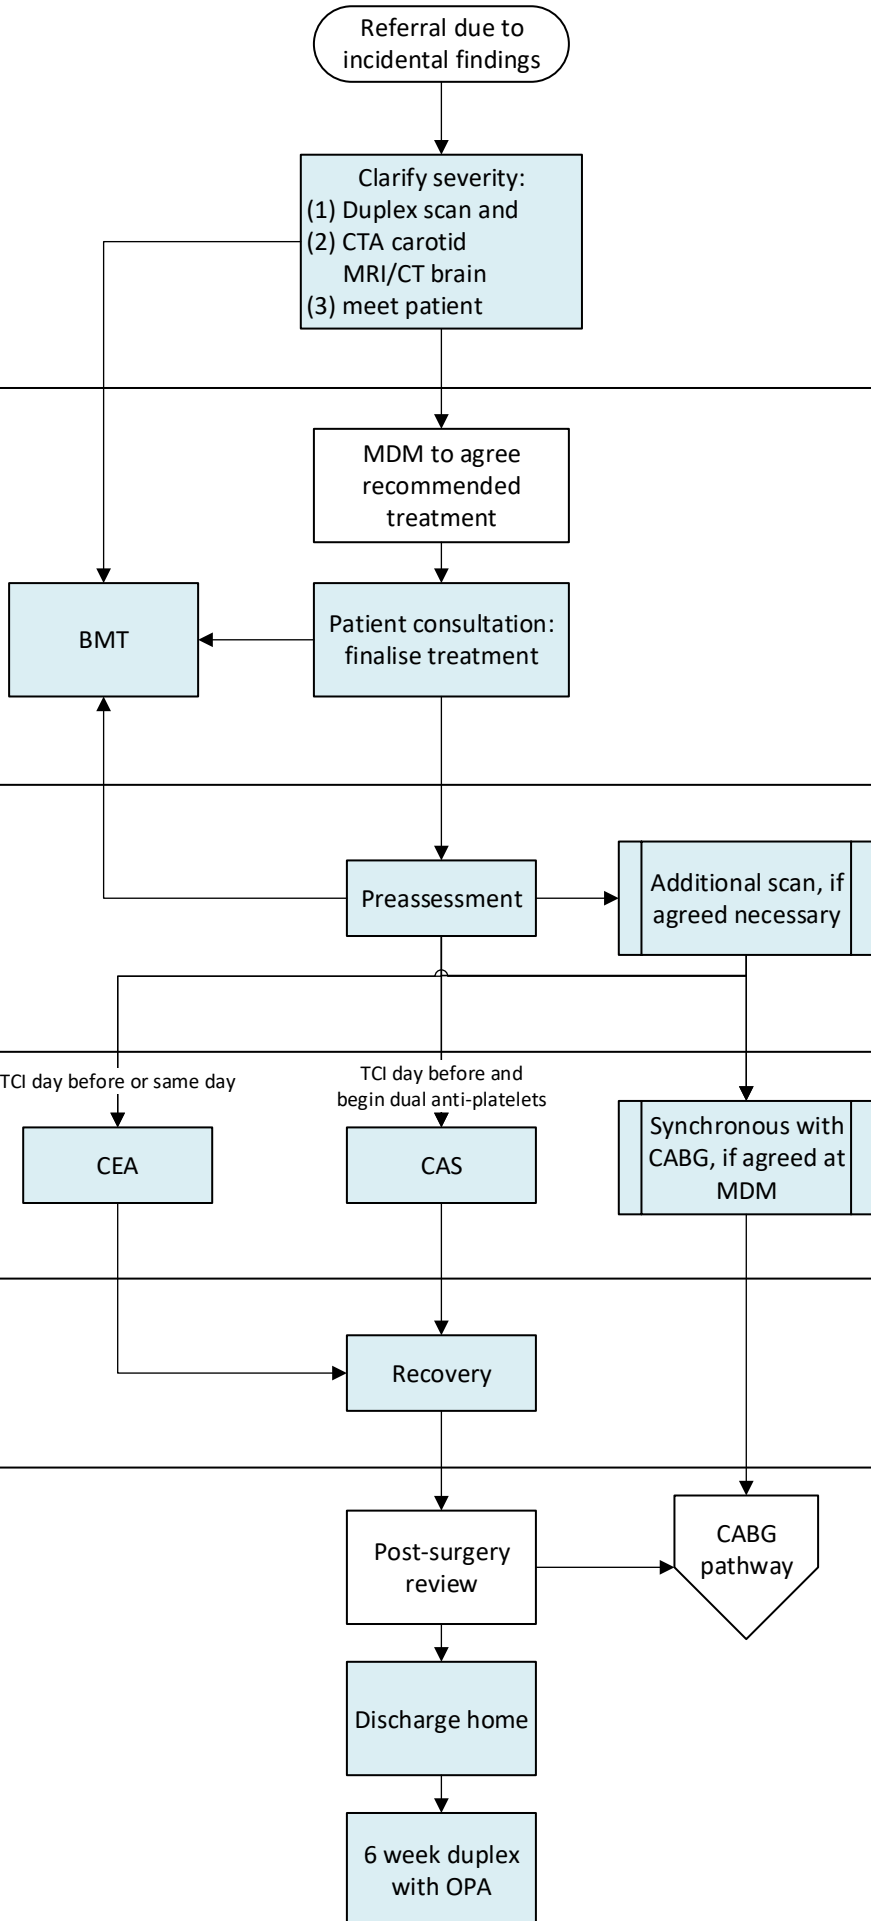 Referral due to
incidental findings
Clarify severity:
(1) Duplex scan and
(2) CTA carotid
MRI/CT brain
(3) meet patient
MDM to agree
recommended
treatment
BMT
Patient consultation:
finalise treatment
Preassessment
Additional scan, if
agreed necessary
TCI day before or same day
TCI day before and
begin dual anti-platelets
CEA
CAS
Synchronous with
CABG, if agreed at
MDM
Recovery
Post-surgery
review
CABG
pathway
Discharge home
6 week duplex
with OPA